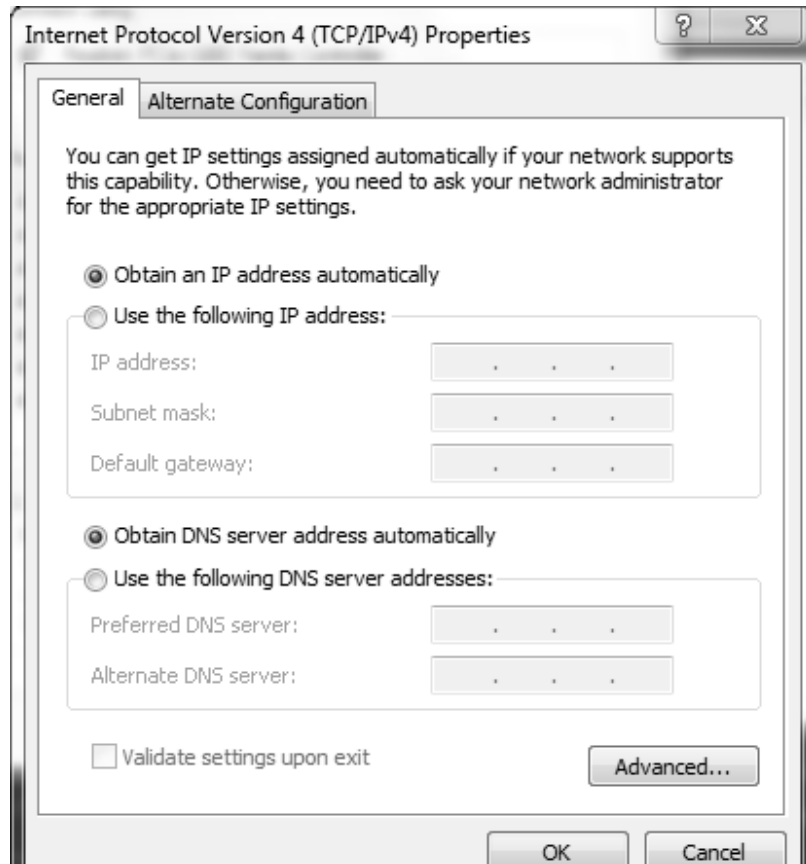 Internet Protocol Version 4 (TCP/IPv4) Properties
General
Alternate Configuration
You can get IP settings assigned automatically if your network supports
this capability. Otherwise, you need to ask your network administrator
for the appropriate IP settings.
Obtain an IP address automatically
Use the following IP address:
IP address:
Subnet mask:
Default gateway:
Obtain DNS server address automatically
Use the following DNS server addresses:
Preferred DNS server:
Alternate DNS server:
Validate settings upon exit
Advanced...
OK
Cancel